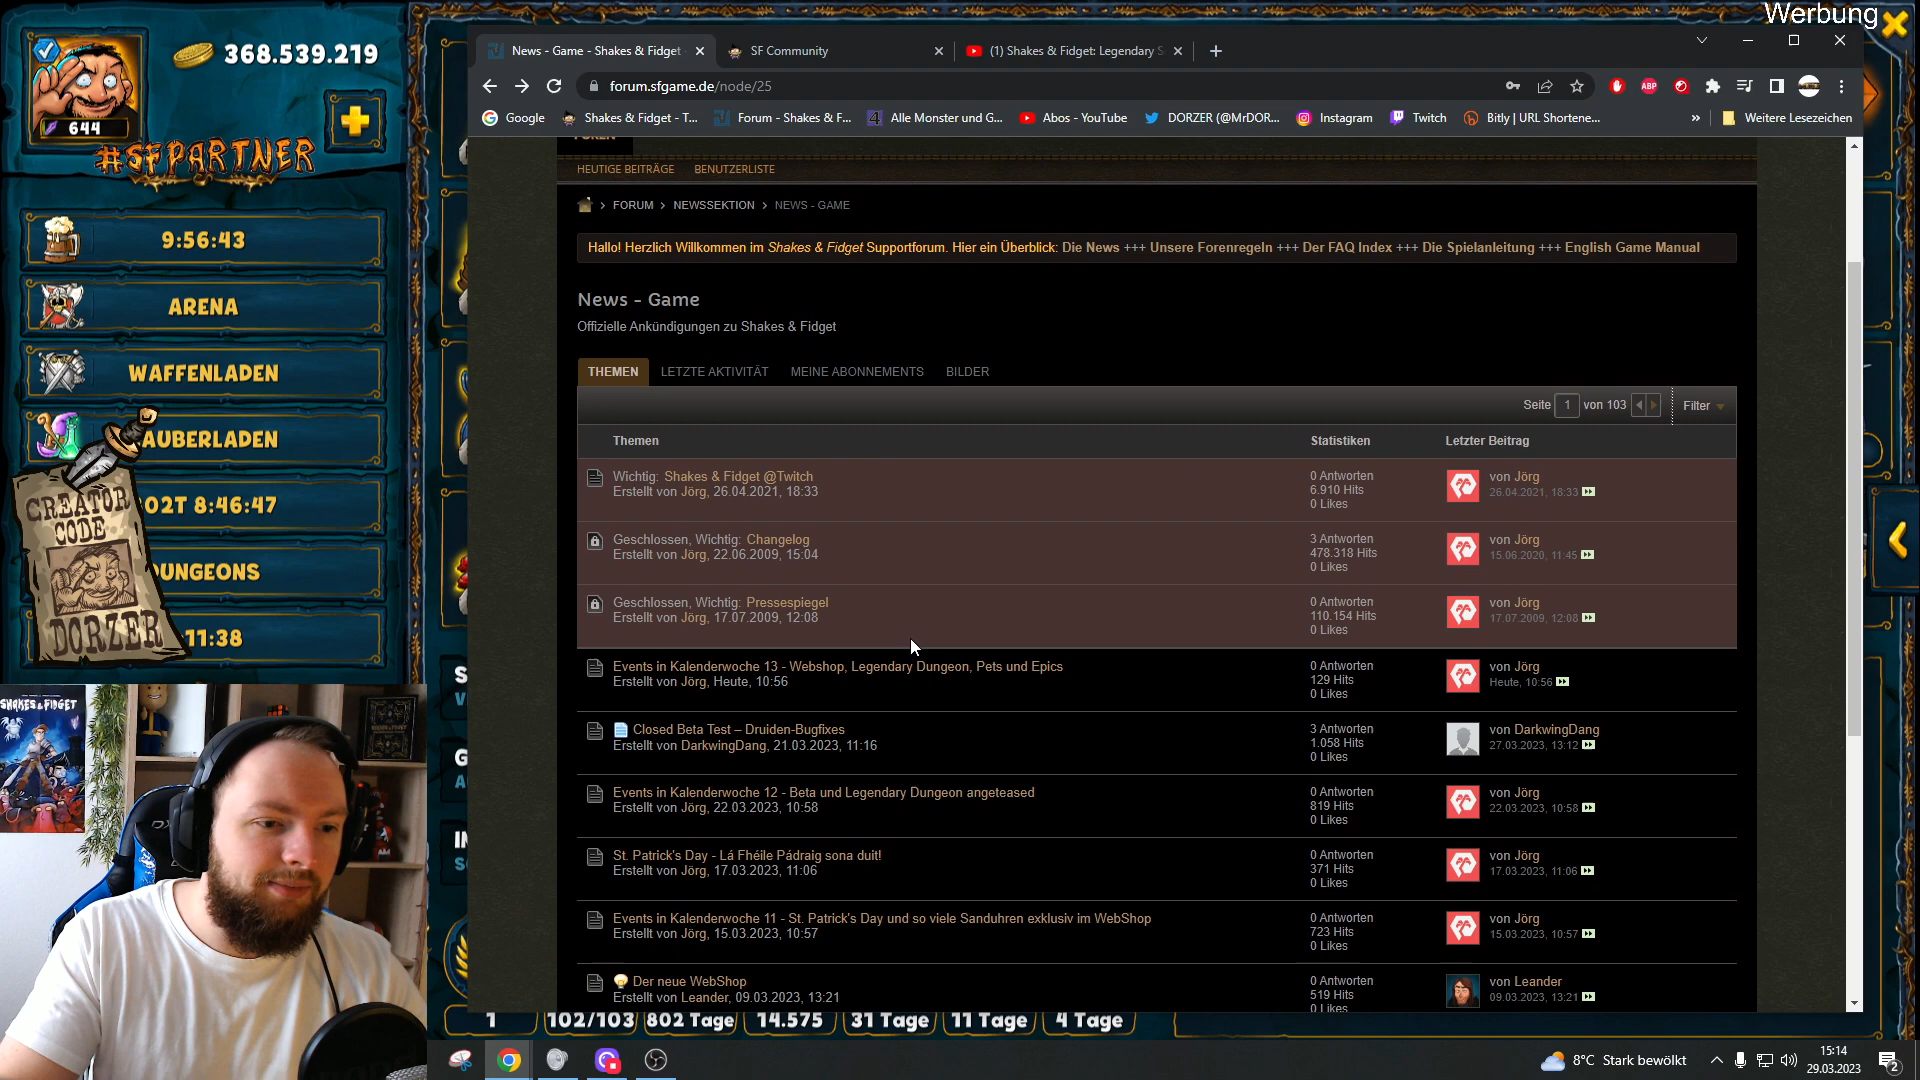 Werbung
368.539.219
644
#SFPARTNER
9:56:43
ARENA
WAFFENLADEN
AUBERLADEN
02T 8:46:47
DUNGEONS
11:38
CREATOR
CODE
DORZER
SHAKES & FIDGET
News - Game - Shakes & Fidget
SF Community
(1) Shakes & Fidget: Legendary S
forum.sfgame.de/node/25
ABP
Google
Shakes & Fidget - T...
Forum - Shakes & F...
Alle Monster und G...
Abos - YouTube
DORZER (@MrDOR...
Instagram
Twitch
Bitly | URL Shortene...
»
Weitere Lesezeichen
FOREN
HEUTIGE BEITRÄGE
BENUTZERLISTE
FORUM
NEWSSEKTION
NEWS - GAME
Hallo! Herzlich Willkommen im Shakes & Fidget Supportforum. Hier ein Überblick: Die News +++ Unsere Forenregeln +++ Der FAQ Index +++ Die Spielanleitung +++ English Game Manual
News - Game
Offizielle Ankündigungen zu Shakes & Fidget
THEMEN
LETZTE AKTIVITÄT
MEINE ABONNEMENTS
BILDER
Seite 1 von 103
Filter
Themen
Statistiken
Letzter Beitrag
Wichtig: Shakes & Fidget @Twitch
Erstellt von Jörg, 26.04.2021, 18:33
0 Antworten
6.910 Hits
0 Likes
von Jörg
26.04.2021, 18:33
Geschlossen, Wichtig: Changelog
Erstellt von Jörg, 22.06.2009, 15:04
3 Antworten
478.318 Hits
0 Likes
von Jörg
15.06.2020, 11:45
Geschlossen, Wichtig: Pressespiegel
Erstellt von Jörg, 17.07.2009, 12:08
0 Antworten
110.154 Hits
0 Likes
von Jörg
17.07.2009, 12:08
Events in Kalenderwoche 13 - Webshop, Legendary Dungeon, Pets und Epics
Erstellt von Jörg, Heute, 10:56
0 Antworten
129 Hits
0 Likes
von Jörg
Heute, 10:56
Closed Beta Test – Druiden-Bugfixes
Erstellt von DarkwingDang, 21.03.2023, 11:16
3 Antworten
1.058 Hits
0 Likes
von DarkwingDang
27.03.2023, 13:12
Events in Kalenderwoche 12 - Beta und Legendary Dungeon angeteased
Erstellt von Jörg, 22.03.2023, 10:58
0 Antworten
819 Hits
0 Likes
von Jörg
22.03.2023, 10:58
St. Patrick's Day - Lá Fhéile Pádraig sona duit!
Erstellt von Jörg, 17.03.2023, 11:06
0 Antworten
371 Hits
0 Likes
von Jörg
17.03.2023, 11:06
Events in Kalenderwoche 11 - St. Patrick's Day und so viele Sanduhren exklusiv im WebShop
Erstellt von Jörg, 15.03.2023, 10:57
0 Antworten
723 Hits
0 Likes
von Jörg
15.03.2023, 10:57
Der neue WebShop
Erstellt von Leander, 09.03.2023, 13:21
0 Antworten
519 Hits
0 Likes
von Leander
09.03.2023, 13:21
1
102/103
802 Tage
14.575
31 Tage
11 Tage
4 Tage
8°C Stark bewölkt
15:14
29.03.2023
2